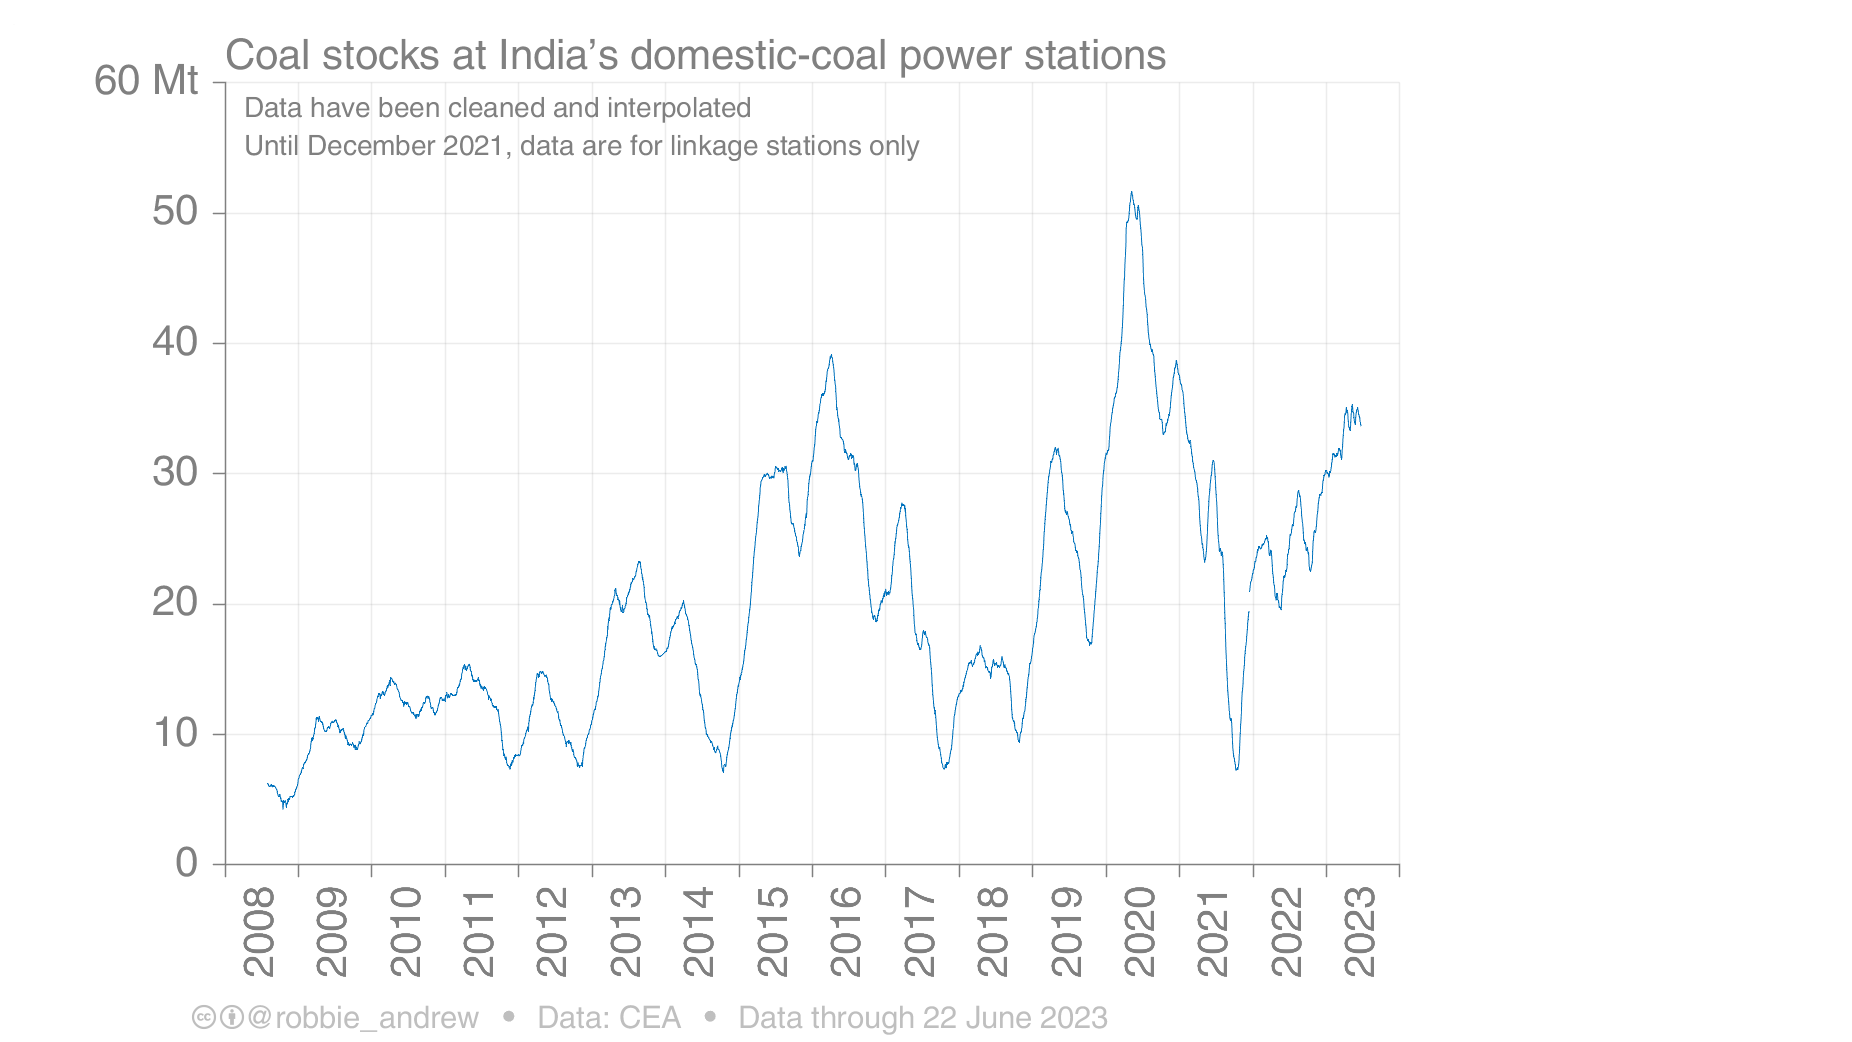 Coal stocks at India’s domestic-coal power stations
60 Mt
Data have been cleaned and interpolated
Until December 2021, data are for linkage stations only
50
40
30
20
10
0
2008 2009 2010 2011 2012 2013 2014 2015 2016 2017 2018 2019 2020 2021 2022 2023
cc @robbie_andrew • Data: CEA • Data through 22 June 2023